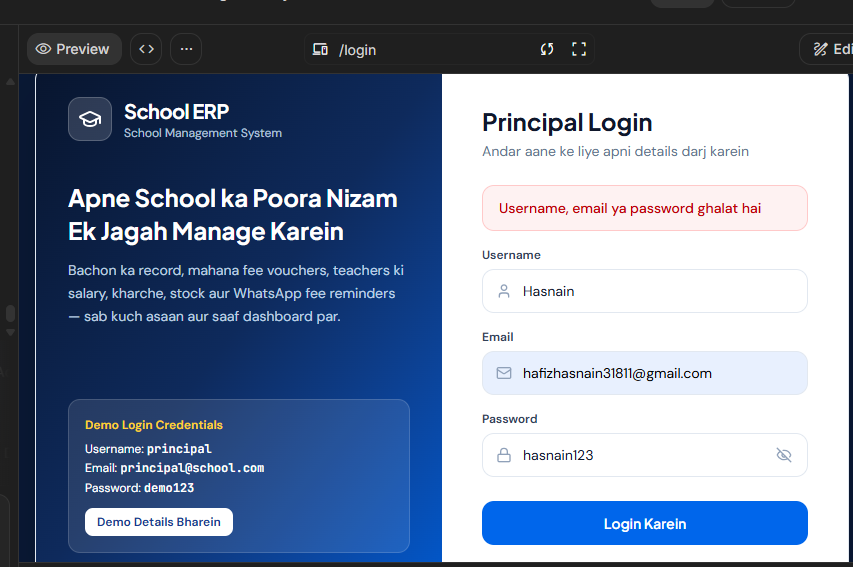 Preview
/login
Edi
School ERP
School Management System
Apne School ka Poora Nizam
Ek Jagah Manage Karein
Bachon ka record, mahana fee vouchers, teachers ki
salary, kharche, stock aur WhatsApp fee reminders
— sab kuch asaan aur saaf dashboard par.
Demo Login Credentials
Username: principal
Email: principal@school.com
Password: demo123
Demo Details Bharein
Principal Login
Andar aane ke liye apni details darj karein
Username, email ya password ghalat hai
Username
Hasnain
Email
hafizhasnain31811@gmail.com
Password
hasnain123
Login Karein